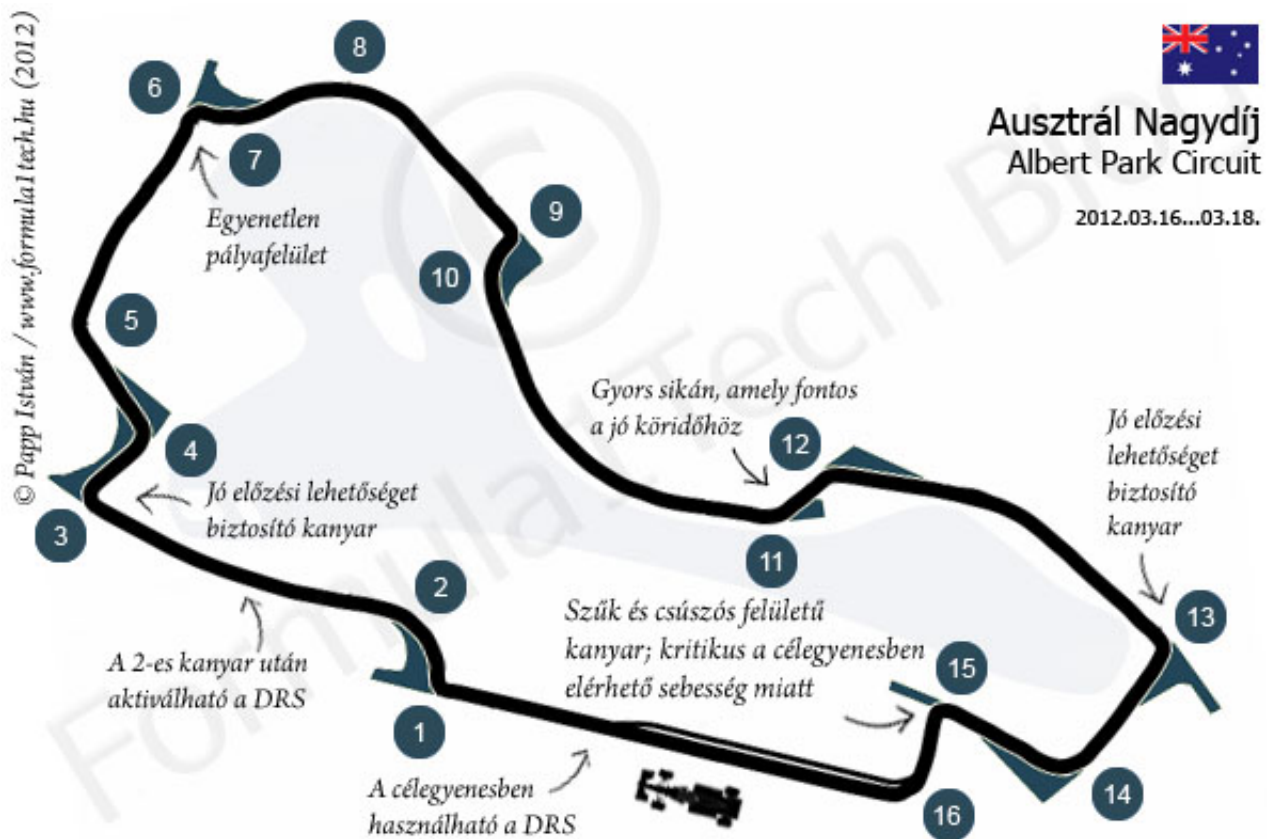 © Papp István / www.formula1tech.hu (2012)
Ausztrál Nagydíj
Albert Park Circuit
2012.03.16...03.18.
8
6
7
9
10
Egyenetlen
pályafelület
5
4
3
Jó előzési lehetőséget
biztosító kanyar
Gyors sikán, amely fontos
a jó köridőhöz
12
11
Jó előzési
lehetőséget
biztosító
kanyar
13
2
1
A 2-es kanyar után
aktiválható a DRS
Szűk és csúszós felületű
kanyar; kritikus a célegyenesben
elérhető sebesség miatt
15
14
16
A célegyenesben
használható a DRS
© Formula1Tech Blog